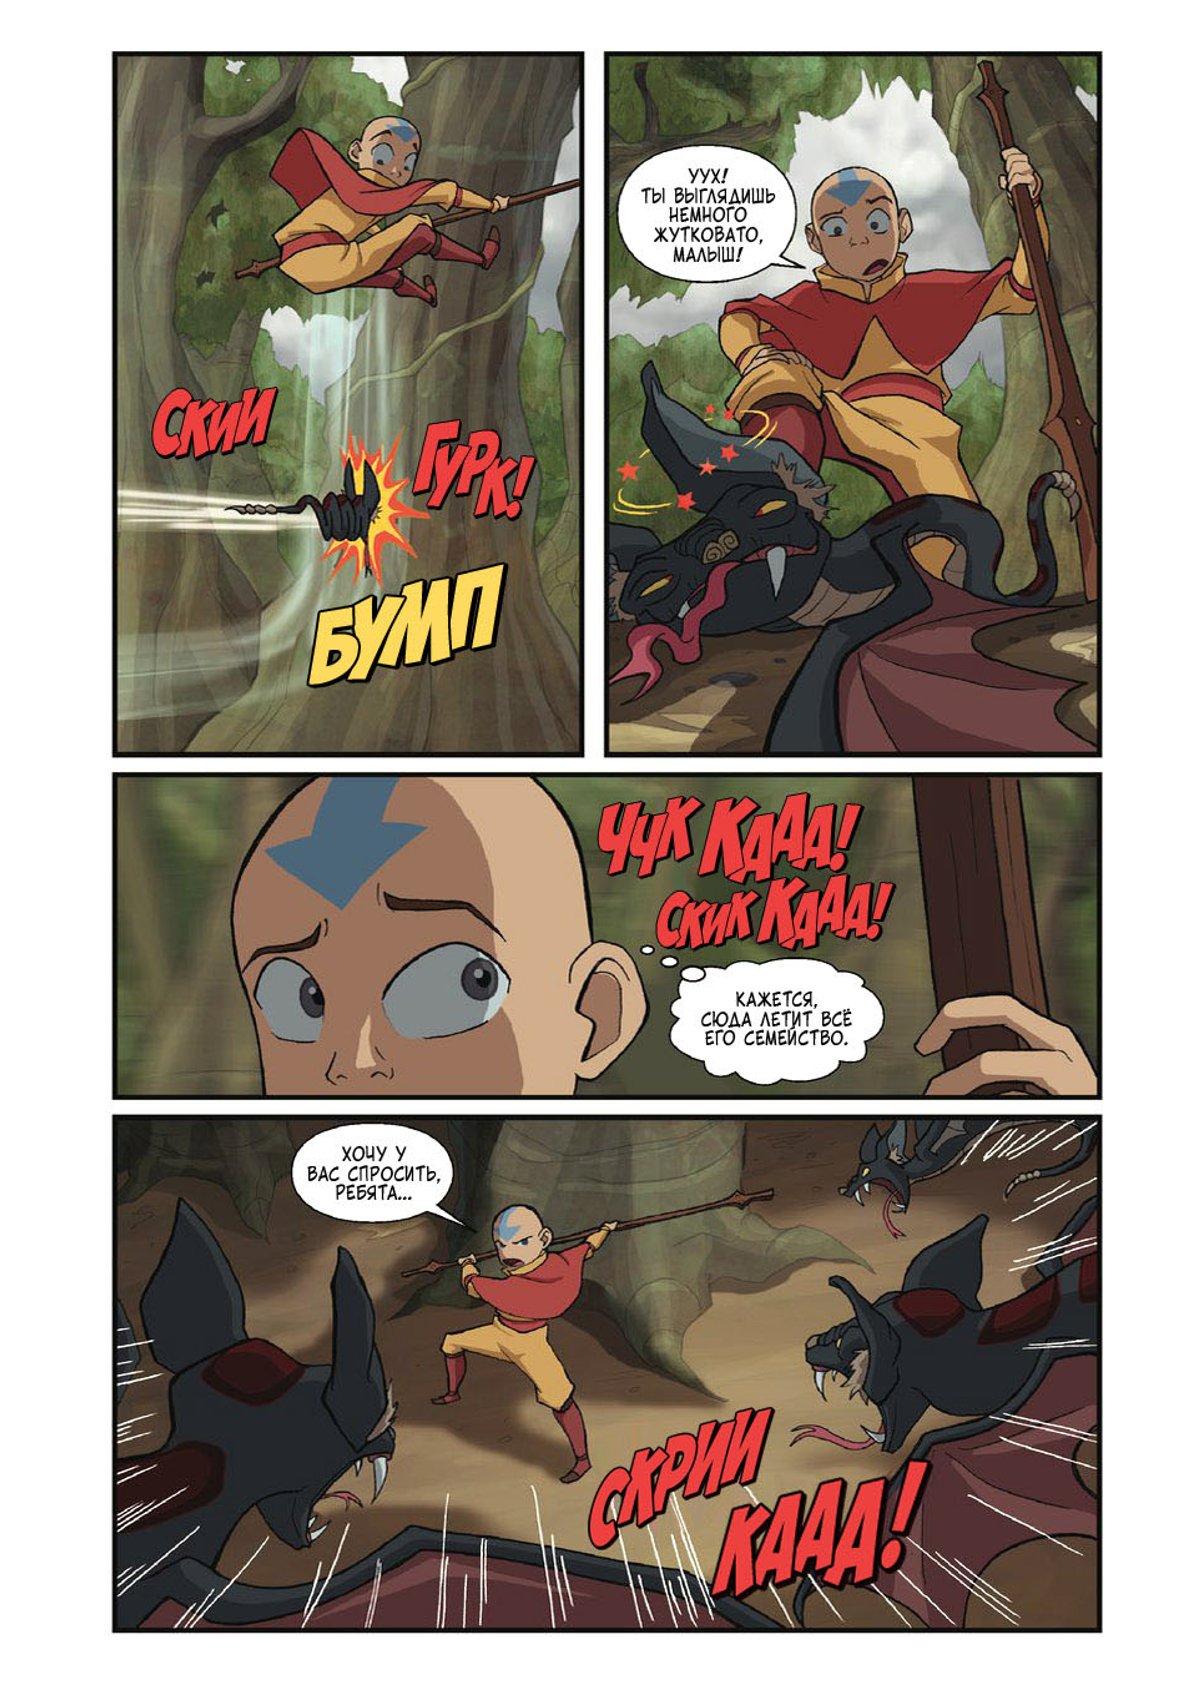 СКИИ
ГУРК!
БУМП
УУХ!
ТЫ ВЫГЛЯДИШЬ
НЕМНОГО
ЖУТКОВАТО,
МАЛЫШ!
ЧУК КААА!
СКИК КААА!
КАЖЕТСЯ,
СЮДА ЛЕТИТ ВСЁ
ЕГО СЕМЕЙСТВО.
ХОЧУ У
ВАС СПРОСИТЬ,
РЕБЯТА...
СКРИИ
КААА!